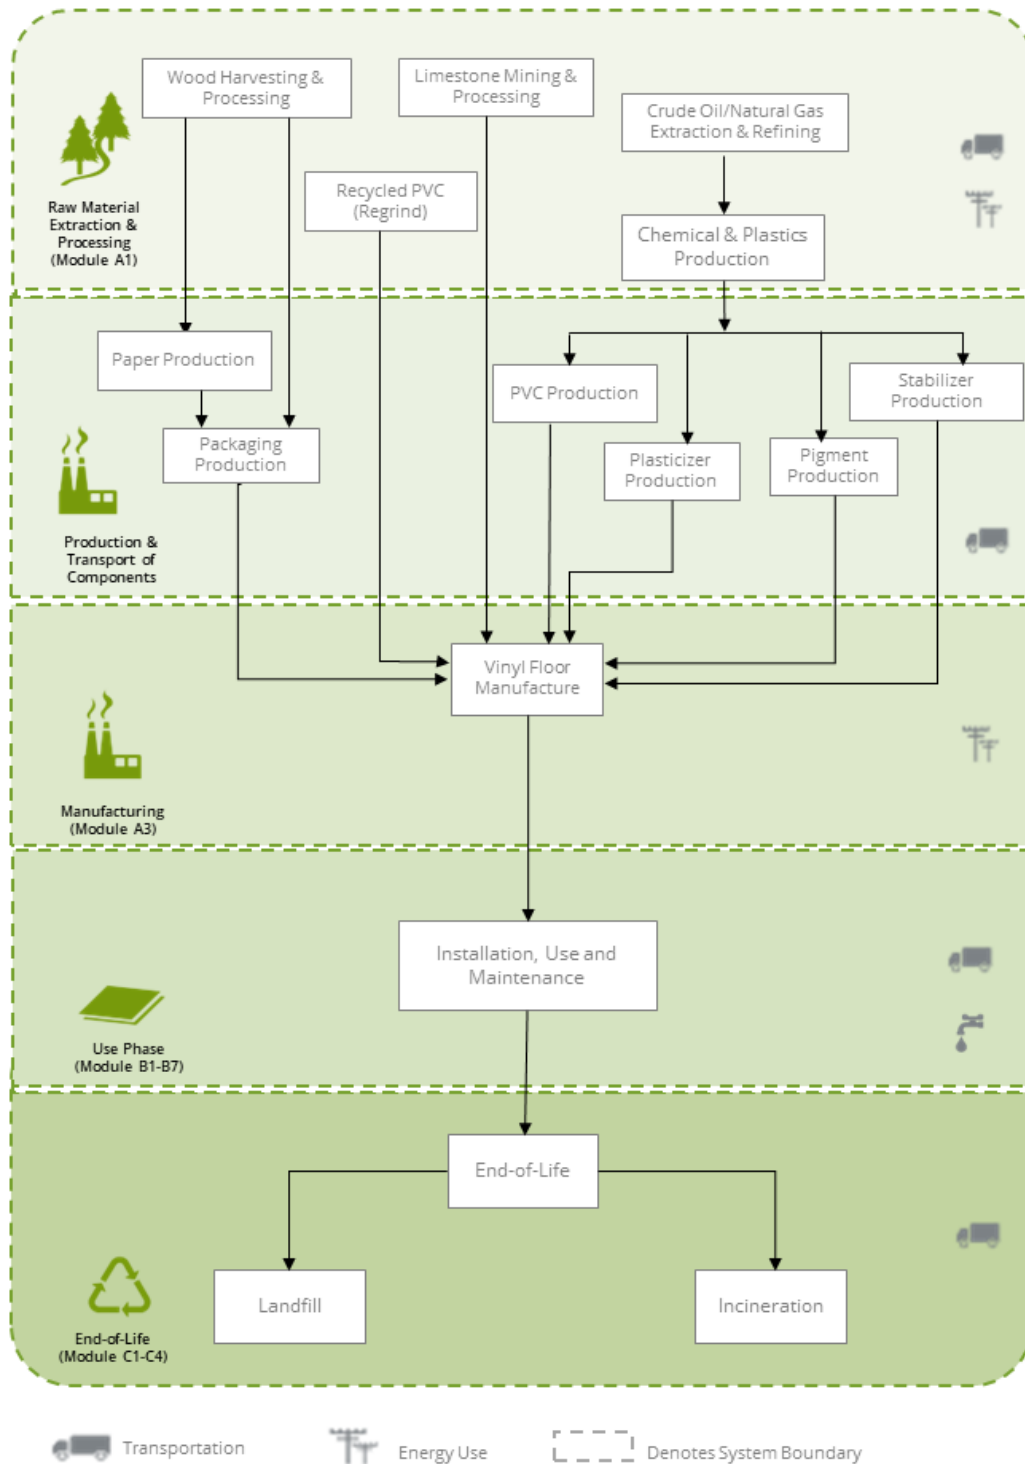 Wood Harvesting &
Processing
Limestone Mining &
Processing
Crude Oil/Natural Gas
Extraction & Refining
Recycled PVC
(Regrind)
Raw Material
Extraction &
Processing
(Module A1)
Chemical & Plastics
Production
Paper Production
PVC Production
Stabilizer
Production
Packaging
Production
Plasticizer
Production
Pigment
Production
Production &
Transport of
Components
Vinyl Floor
Manufacture
Manufacturing
(Module A3)
Installation, Use and
Maintenance
Use Phase
(Module B1-B7)
End-of-Life
Landfill
Incineration
End-of-Life
(Module C1-C4)
Transportation
Energy Use
Denotes System Boundary